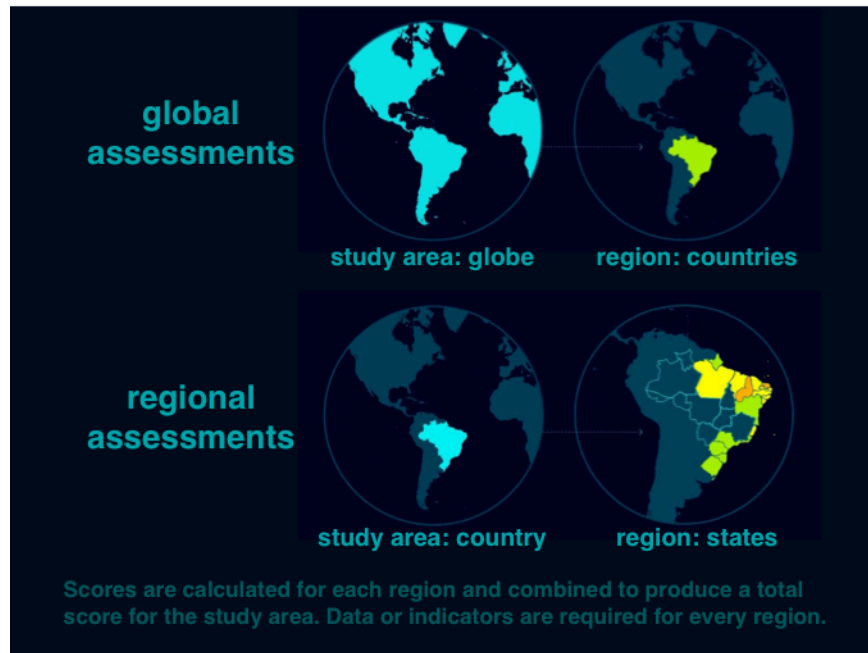 global
assessments
study area: globe
region: countries
regional
assessments
study area: country
region: states
Scores are calculated for each region and combined to produce a total
score for the study area. Data or indicators are required for every region.